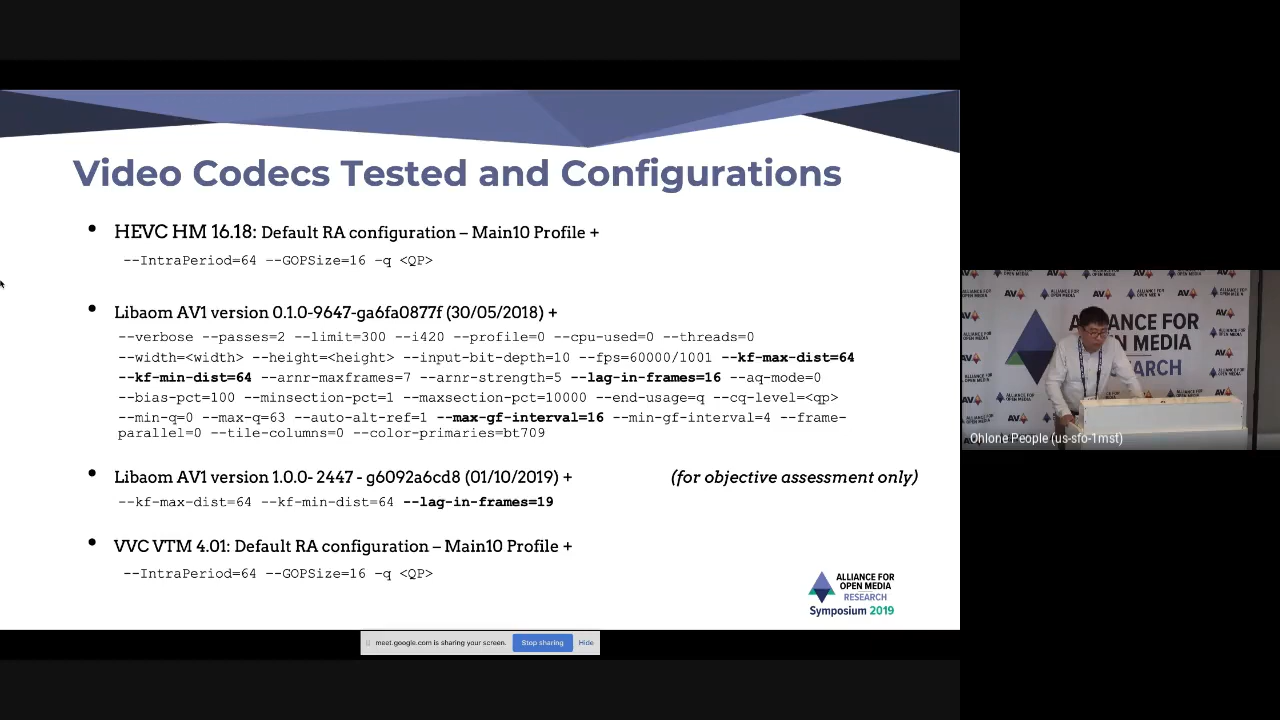 Video Codecs Tested and Configurations
• HEVC HM 16.18: Default RA configuration – Main10 Profile +
--IntraPeriod=64 --GOPSize=16 -q <QP>
• Libaom AV1 version 0.1.0-9647-ga6fa0877f (30/05/2018) +
--verbose --passes=2 --limit=300 --i420 --profile=0 --cpu-used=0 --threads=0
--width=<width> --height=<height> --input-bit-depth=10 --fps=60000/1001 --kf-max-dist=64
--kf-min-dist=64 --arnr-maxframes=7 --arnr-strength=5 --lag-in-frames=16 --aq-mode=0
--bias-pct=100 --minsection-pct=1 --maxsection-pct=10000 --end-usage=q --cq-level=<qp>
--min-q=0 --max-q=63 --auto-alt-ref=1 --max-gf-interval=16 --min-gf-interval=4 --frame-
parallel=0 --tile-columns=0 --color-primaries=bt709
• Libaom AV1 version 1.0.0- 2447 - g6092a6cd8 (01/10/2019) + (for objective assessment only)
--kf-max-dist=64 --kf-min-dist=64 --lag-in-frames=19
• VVC VTM 4.01: Default RA configuration – Main10 Profile +
--IntraPeriod=64 --GOPSize=16 -q <QP>
ALLIANCE FOR
OPEN MEDIA
RESEARCH
Symposium 2019
meet.google.com is sharing your screen. Stop sharing Hide
ALLIANCE FOR
OPEN MEDIA
AV1
Ohlone People (us-sfo-1mst)